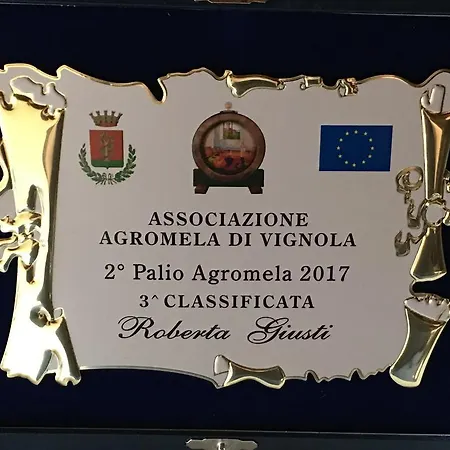 ASSOCIAZIONE
AGROMELA DI VIGNOLA
2° Palio Agromela 2017
3^ CLASSIFICATA
Roberta Giusti